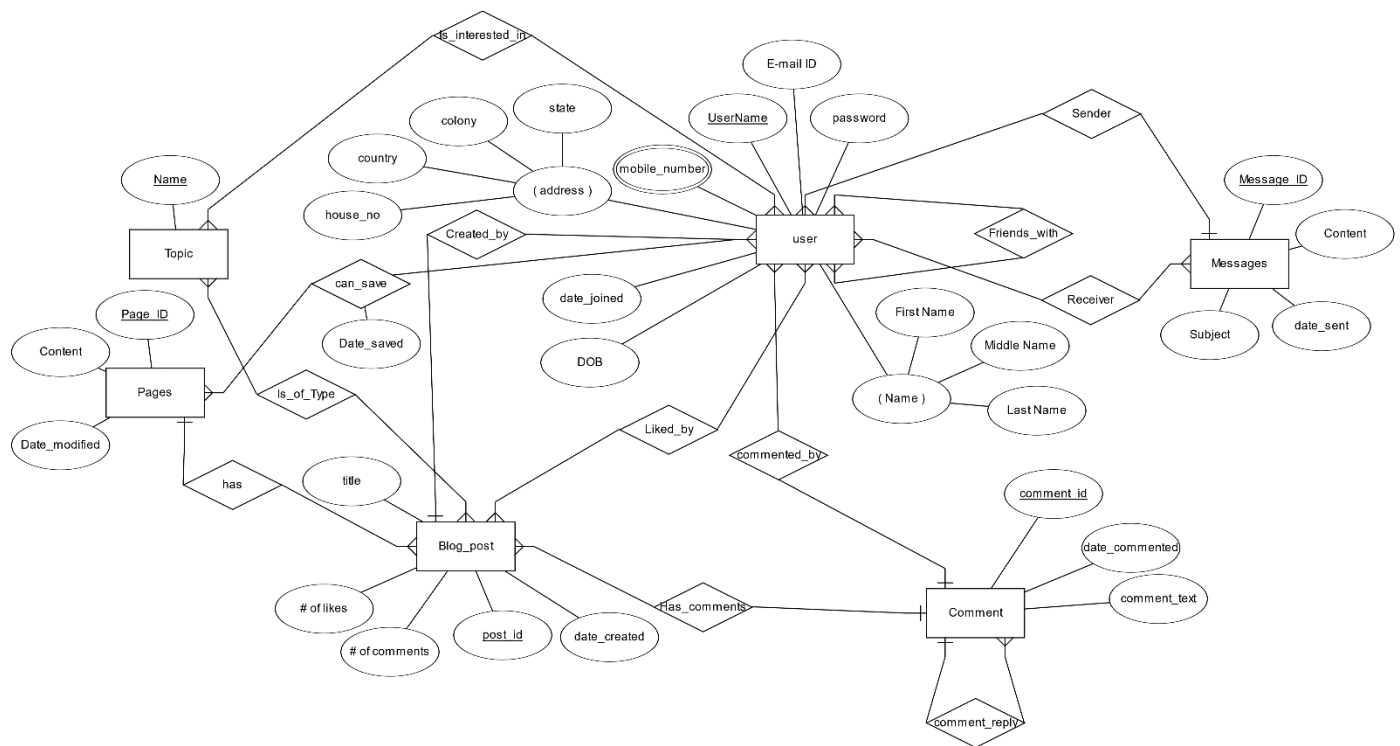 Is_interested_in
E-mail ID
state
colony
UserName
password
Sender
country
mobile_number
Name
( address )
Message_ID
house_no
Created_by
user
Friends_with
Content
Topic
Messages
can_save
date_joined
Receiver
Page_ID
First Name
date_sent
Subject
Date_saved
Content
Middle Name
DOB
Pages
Is_of_Type
( Name )
Last Name
Liked_by
Date_modified
commented_by
has
title
comment_id
Blog_post
date_commented
# of likes
Has_comments
Comment
comment_text
post_id
date_created
# of comments
comment_reply